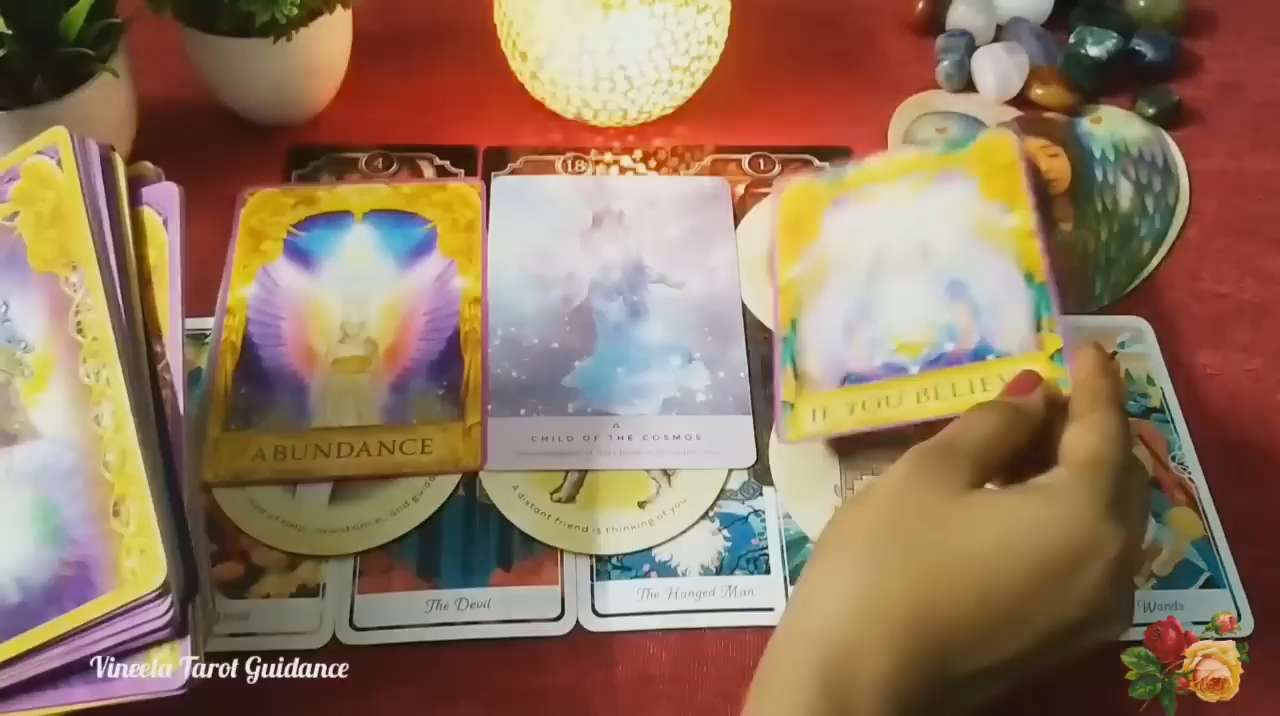 4
18
1
ABUNDANCE
A
CHILD OF THE COSMOS
IF YOU BELIEV
A distant friend is thinking of you
The Devil
The Hanged Man
Wands
Vineela Tarot Guidance